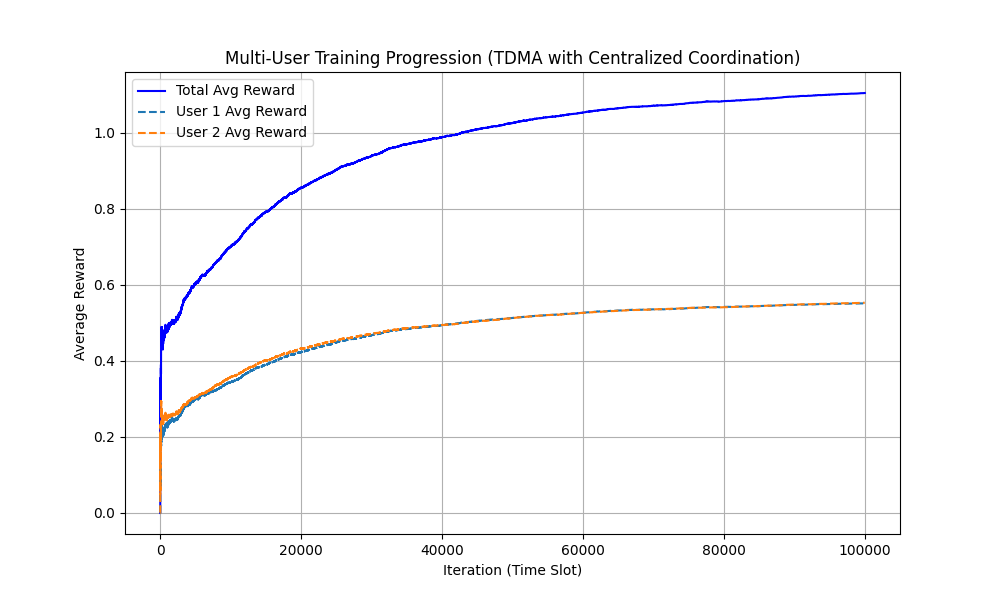 Multi-User Training Progression (TDMA with Centralized Coordination)
Total Avg Reward
User 1 Avg Reward
User 2 Avg Reward
Average Reward
1.0
0.8
0.6
0.4
0.2
0.0
0 20000 40000 60000 80000 100000
Iteration (Time Slot)